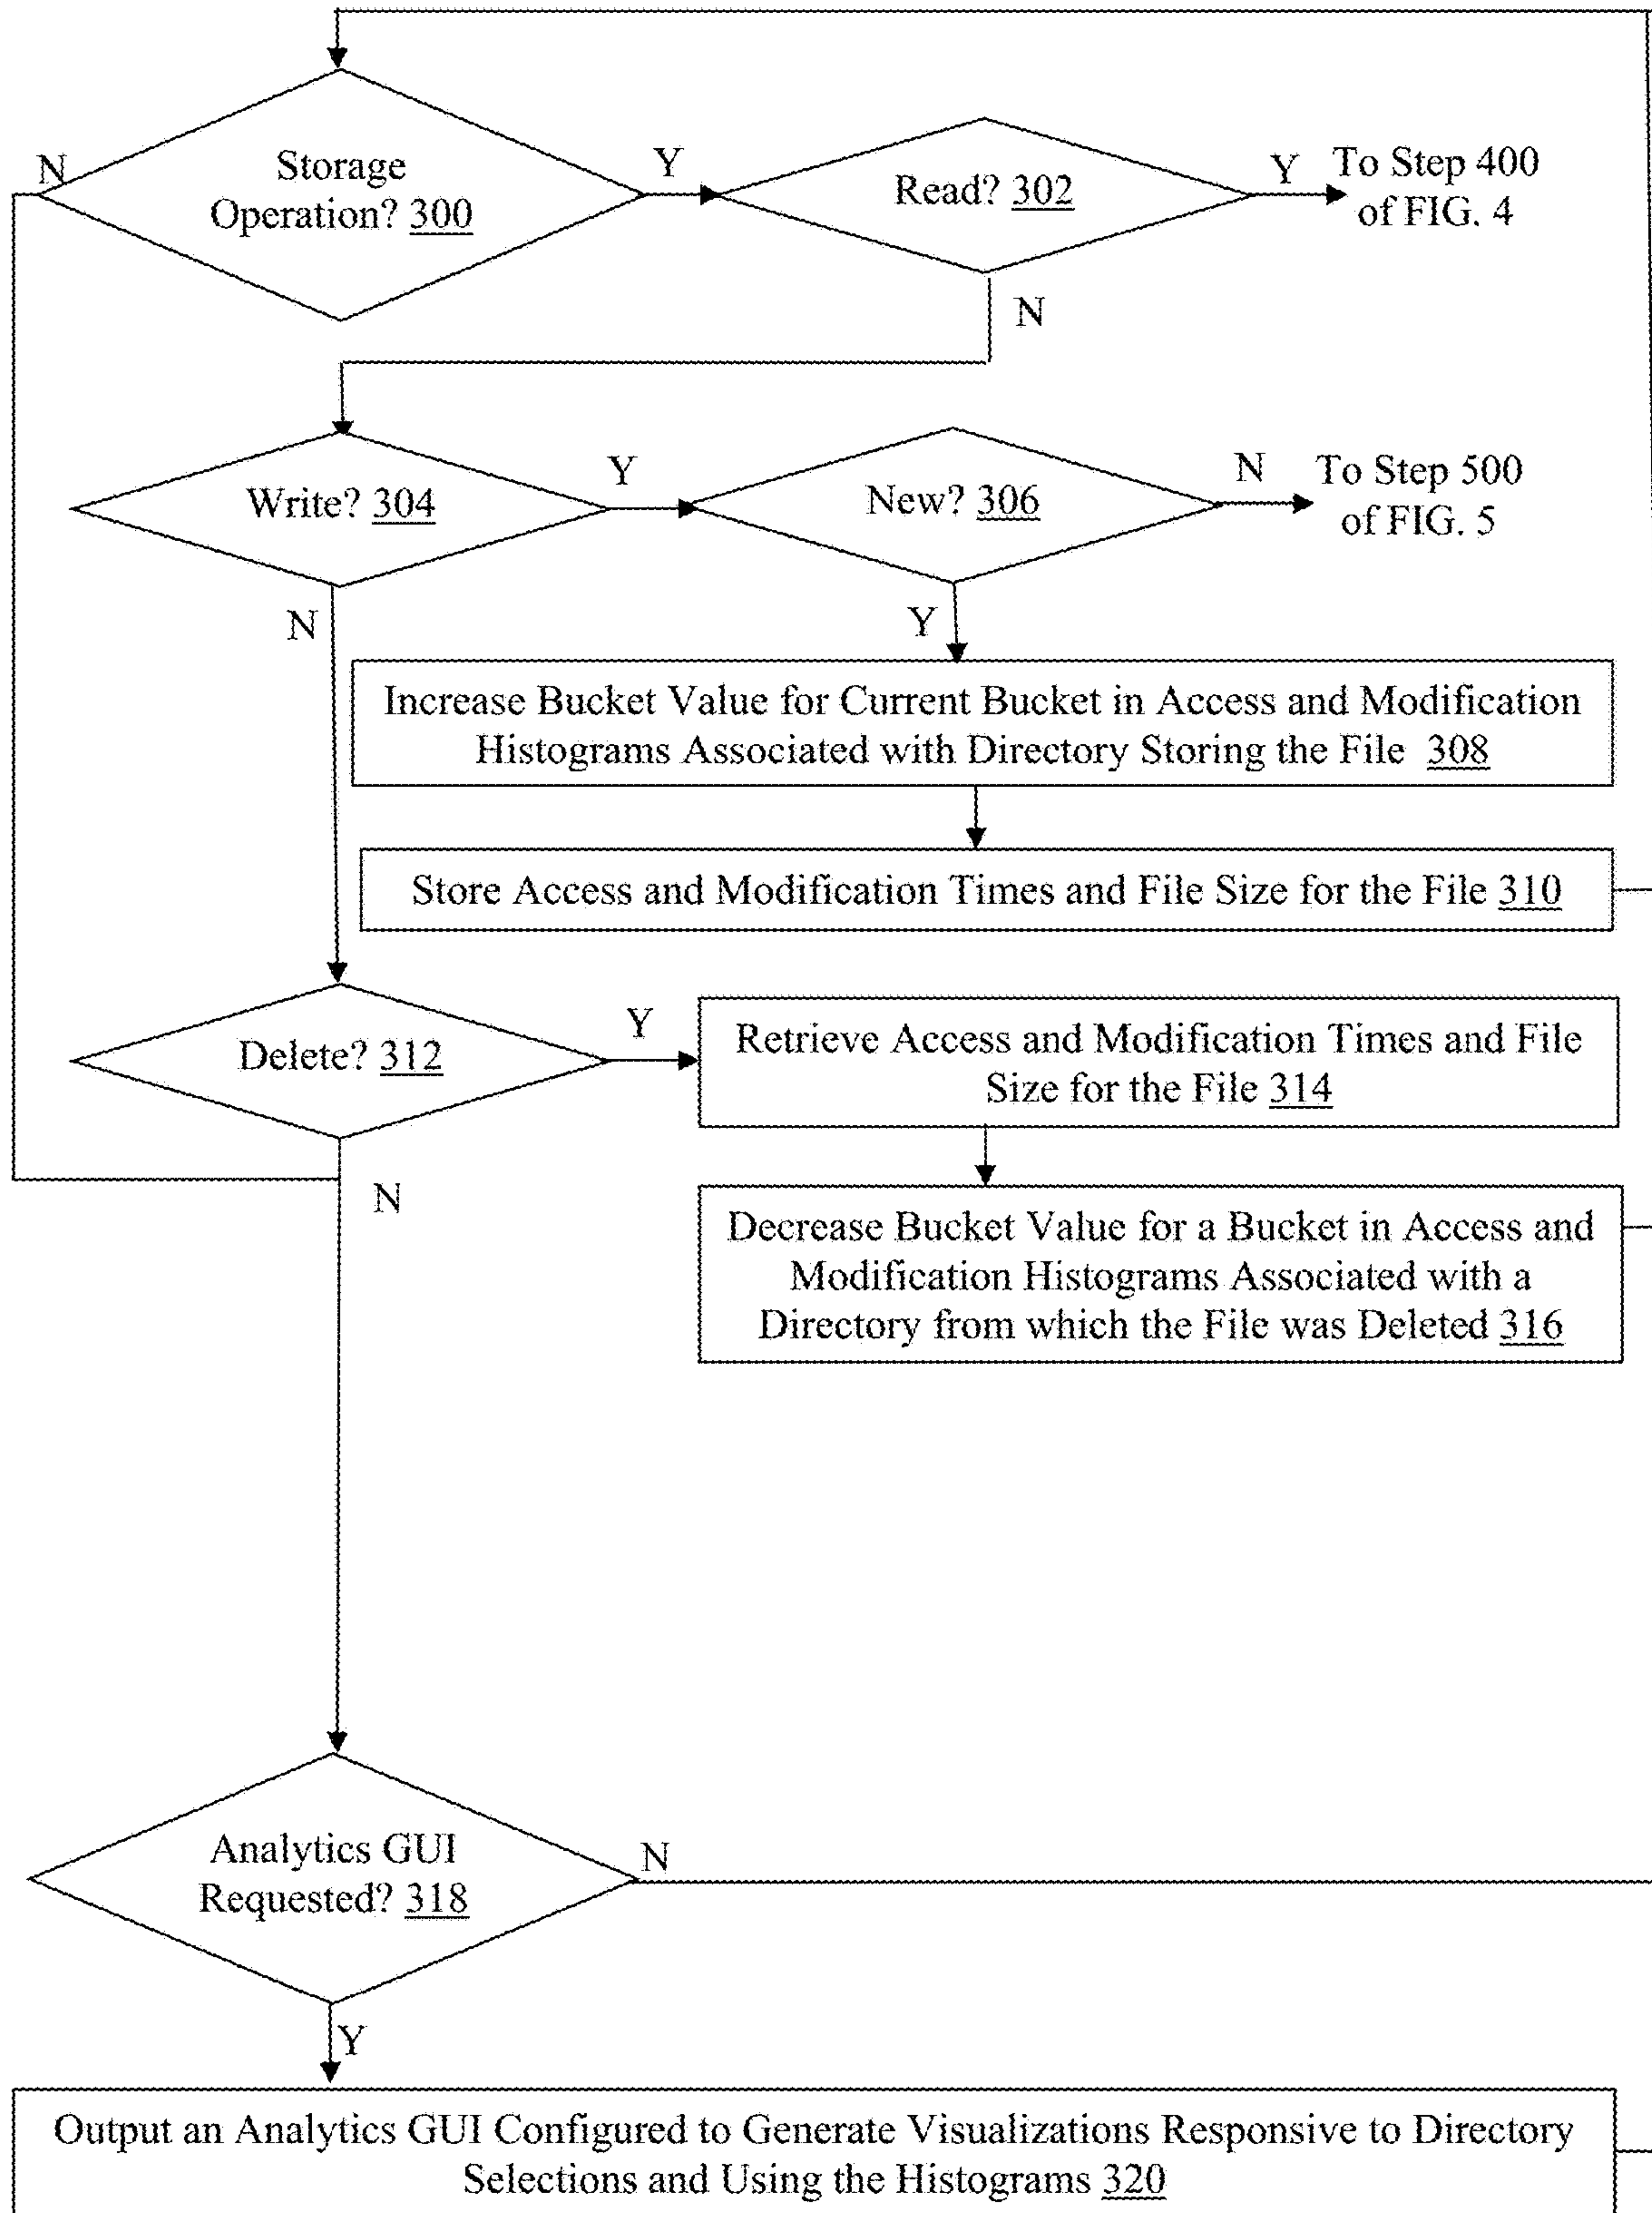 N
Storage
Operation? 300
Y
Read? 302
Y
To Step 400
of FIG. 4
N
Write? 304
Y
New? 306
N
To Step 500
of FIG. 5
N
Y
Increase Bucket Value for Current Bucket in Access and Modification
Histograms Associated with Directory Storing the File 308
Store Access and Modification Times and File Size for the File 310
Delete? 312
Y
Retrieve Access and Modification Times and File
Size for the File 314
N
Decrease Bucket Value for a Bucket in Access and
Modification Histograms Associated with a
Directory from which the File was Deleted 316
Analytics GUI
Requested? 318
N
Y
Output an Analytics GUI Configured to Generate Visualizations Responsive to Directory
Selections and Using the Histograms 320